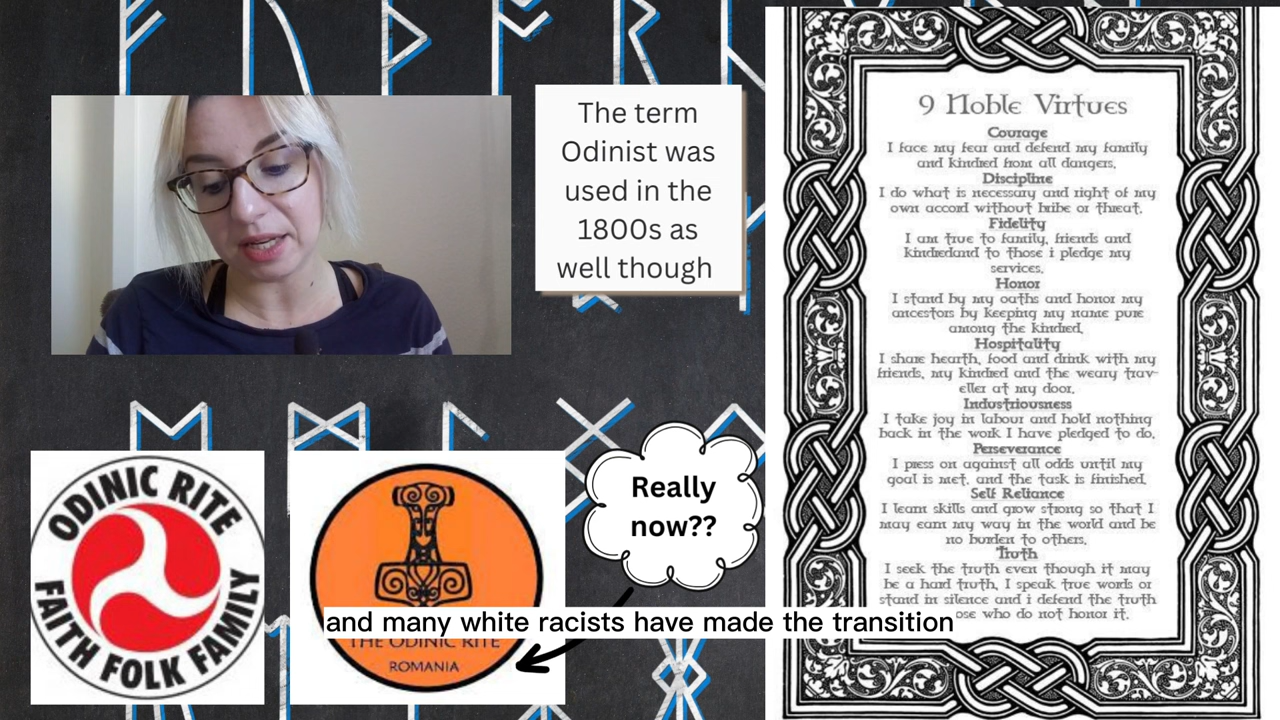 The term
Odinist was
used in the
1800s as
well though
9 Noble Virtues
Courage
I face my fear and defend my family
and kindred from all dangers.
Discipline
I do what is necessary and right of my
own accord without bribe or threat.
Fidelity
I am true to family, friends and
kindredand to those i pledge my
services.
Honor
I stand by my oaths and honor my
ancestors by keeping my name pure
among the kindred.
Hospitality
I share hearth, food and drink with my
friends, my kindred and the weary trav-
eller at my door.
Industriousness
I take joy in labour and hold nothing
back in the work I have pledged to do.
Perseverance
I press on against all odds until my
goal is met, and the task is finished.
Self Reliance
I learn skills and grow strong so that I
may earn my way in the world and be
no burden to others.
Truth
I seek the truth even though it may
be a hard truth, I speak true words or
stand in silence and i defend the truth
ose who do not honor it.
ODINIC RITE
FAITH FOLK FAMILY
THE ODINIC RITE
ROMANIA
Really
now??
and many white racists have made the transition